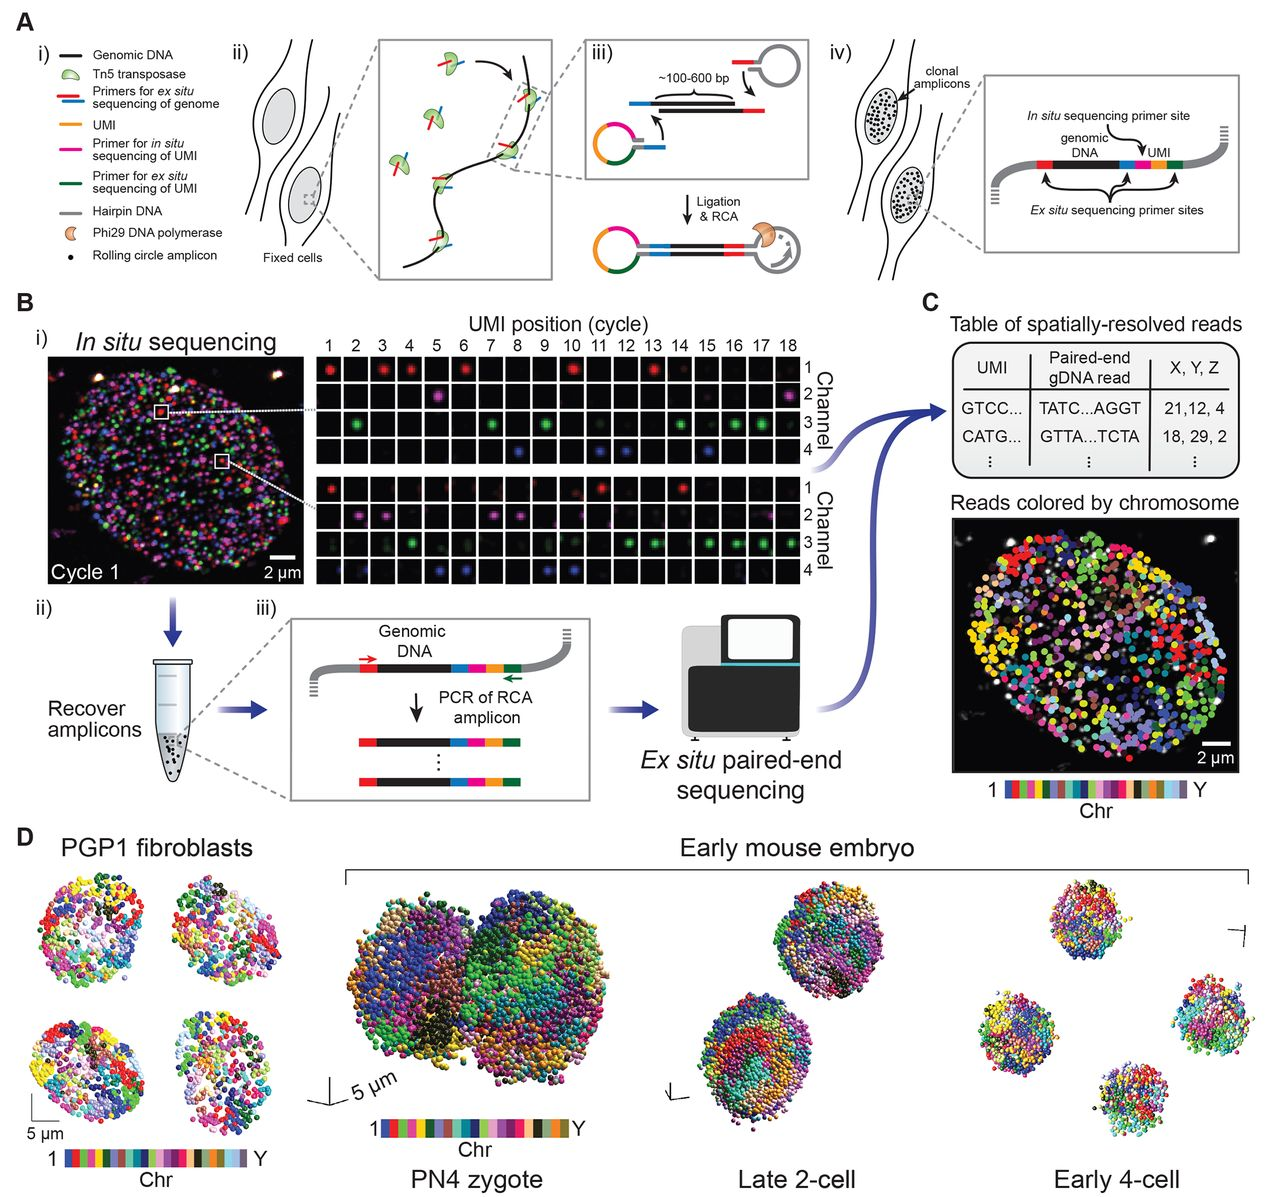 A
i)
Genomic DNA
Tn5 transposase
Primers for ex situ
sequencing of genome
UMI
Primer for in situ
sequencing of UMI
Primer for ex situ
sequencing of UMI
Hairpin DNA
Phi29 DNA polymerase
Rolling circle amplicon
ii)
Fixed cells
iii)
~100-600 bp
Ligation
& RCA
iv)
clonal
amplicons
In situ sequencing primer site
genomic
DNA
UMI
Ex situ sequencing primer sites
B
i)
In situ sequencing
Cycle 1
2 μm
UMI position (cycle)
1 2 3 4 5 6 7 8 9 10 11 12 13 14 15 16 17 18
1
2
3
4
Channel
1
2
3
4
Channel
ii)
Recover
amplicons
iii)
Genomic
DNA
PCR of RCA
amplicon
Ex situ paired-end
sequencing
C
Table of spatially-resolved reads
UMI
Paired-end
gDNA read
X, Y, Z
GTCC... TATC...AGGT 21,12, 4
CATG... GTTA...TCTA 18, 29, 2
Reads colored by chromosome
2 μm
1 Y
Chr
D
PGP1 fibroblasts
5 μm
1 Y
Chr
Early mouse embryo
5 μm
1 Y
Chr
PN4 zygote
Late 2-cell
Early 4-cell